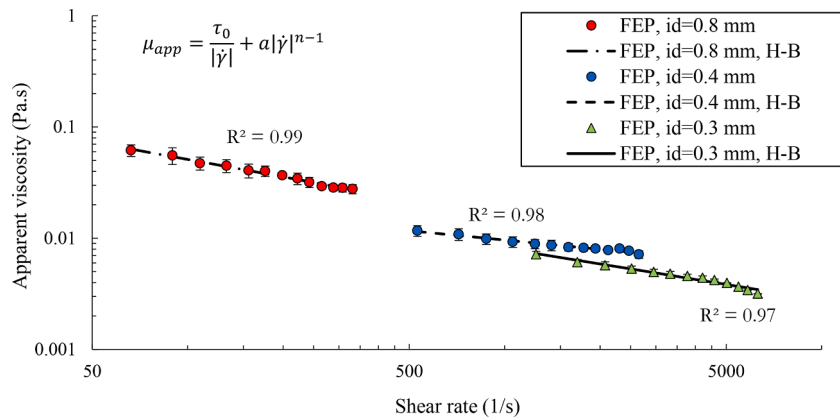 μ_app = τ₀/|γ̇| + a|γ̇|ⁿ⁻¹
FEP, id=0.8 mm
FEP, id=0.8 mm, H-B
FEP, id=0.4 mm
FEP, id=0.4 mm, H-B
FEP, id=0.3 mm
FEP, id=0.3 mm, H-B
Apparent viscosity (Pa.s)
1
0.1
0.01
0.001
R² = 0.99
R² = 0.98
R² = 0.97
50
500
5000
Shear rate (1/s)